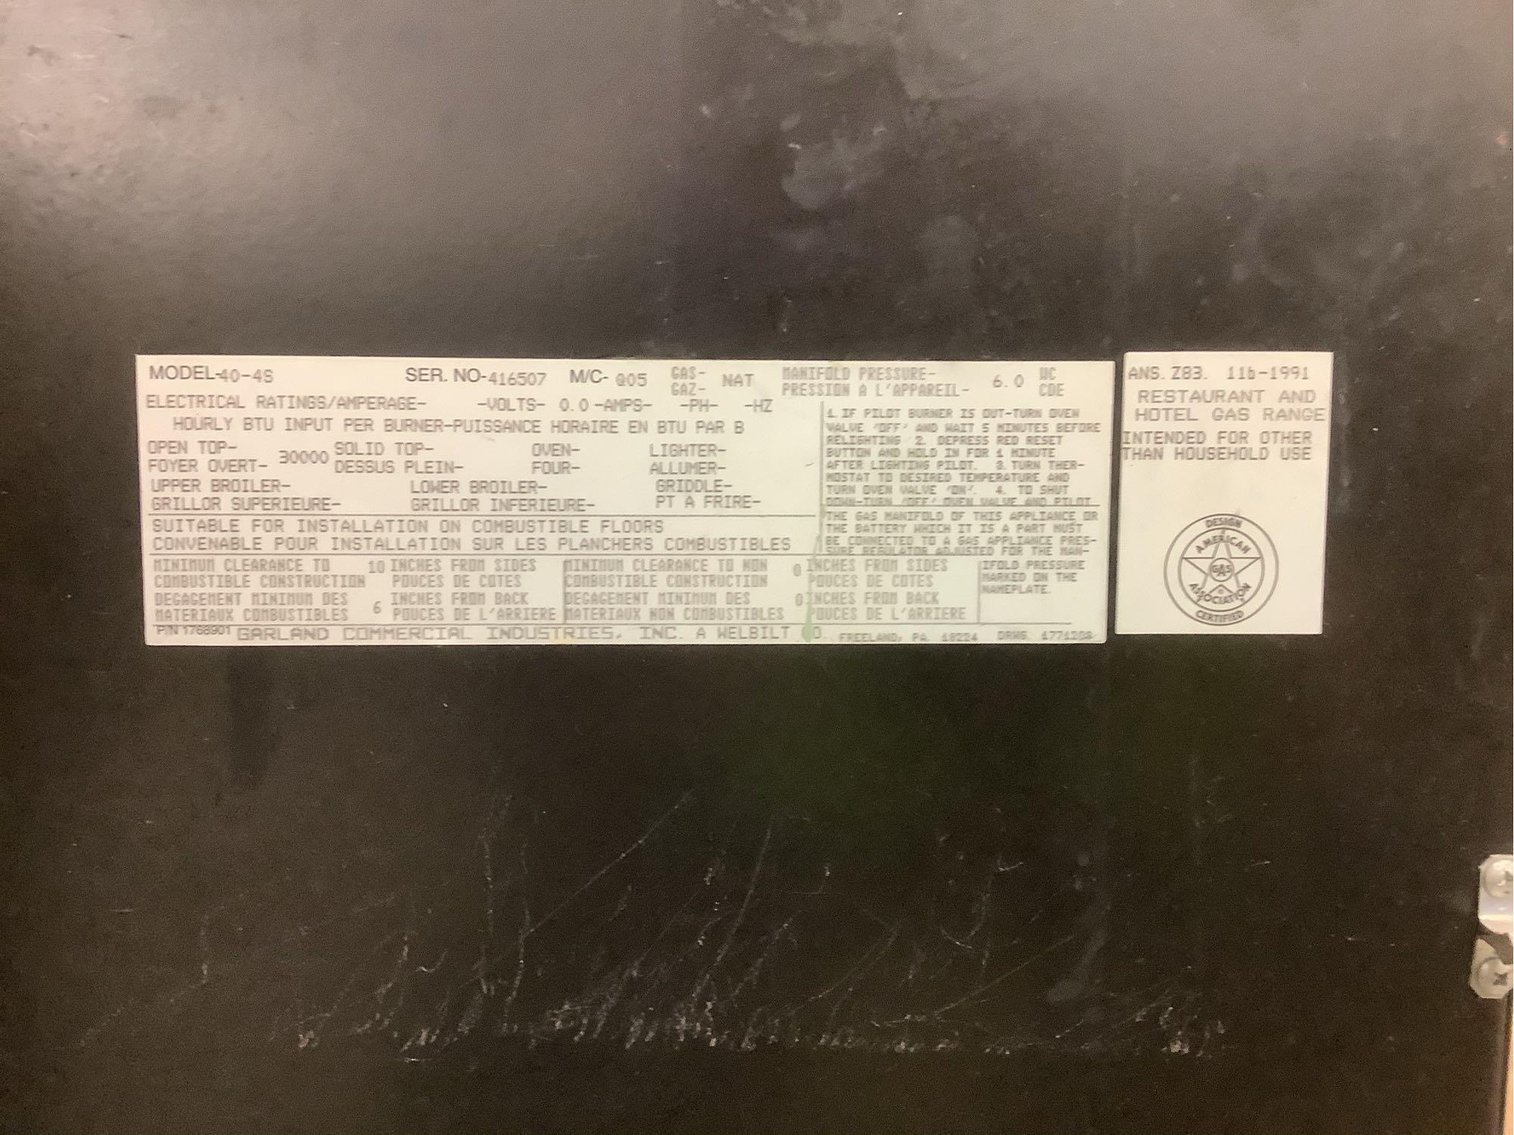 MODEL-40-4S SER. NO-416507 M/C- Q05 GAS- GAZ- NAT MANIFOLD PRESSURE- PRESSION A L'APPAREIL- 6.0 WC CDE
ELECTRICAL RATINGS/AMPERAGE- -VOLTS- 0.0 -AMPS- -PH- -HZ
HOURLY BTU INPUT PER BURNER-PUISSANCE HORAIRE EN BTU PAR B
OPEN TOP- SOLID TOP- OVEN- LIGHTER-
FOYER OVERT- 30000 DESSUS PLEIN- FOUR- ALLUMER-
UPPER BROILER- LOWER BROILER- GRIDDLE-
GRILLOR SUPERIEURE- GRILLOR INFERIEURE- PT A FRIRE-
SUITABLE FOR INSTALLATION ON COMBUSTIBLE FLOORS
CONVENABLE POUR INSTALLATION SUR LES PLANCHERS COMBUSTIBLES
1. IF PILOT BURNER IS OUT-TURN OVEN
VALVE 'OFF' AND WAIT 5 MINUTES BEFORE
RELIGHTING 2. DEPRESS RED RESET
BUTTON AND HOLD IN FOR 1 MINUTE
AFTER LIGHTING PILOT. 3. TURN THER-
MOSTAT TO DESIRED TEMPERATURE AND
TURN OVEN VALVE 'ON'. 4. TO SHUT
DOWN-TURN 'OFF' OVEN VALVE AND PILOT
THE GAS MANIFOLD OF THIS APPLIANCE OR
THE BATTERY WHICH IT IS A PART MUST
BE CONNECTED TO A GAS APPLIANCE PRES-
SURE REGULATOR ADJUSTED FOR THE MAN-
IFOLD PRESSURE
MARKED ON THE
NAMEPLATE.
MINIMUM CLEARANCE TO 10 INCHES FROM SIDES
COMBUSTIBLE CONSTRUCTION POUCES DE COTES
DEGAGEMENT MINIMUM DES 6 INCHES FROM BACK
MATERIAUX COMBUSTIBLES POUCES DE L'ARRIERE
MINIMUM CLEARANCE TO NON 0 INCHES FROM SIDES
COMBUSTIBLE CONSTRUCTION POUCES DE COTES
DEGAGEMENT MINIMUM DES 0 INCHES FROM BACK
MATERIAUX NON COMBUSTIBLES POUCES DE L'ARRIERE
P/N 1768901 GARLAND COMMERCIAL INDUSTRIES, INC. A WELBILT CO. FREELAND, PA. 18224 DRWG
ANS. Z83. 11b-1991
RESTAURANT AND
HOTEL GAS RANGE
INTENDED FOR OTHER
THAN HOUSEHOLD USE
DESIGN
AMERICAN
GAS
ASSOCIATION
CERTIFIED